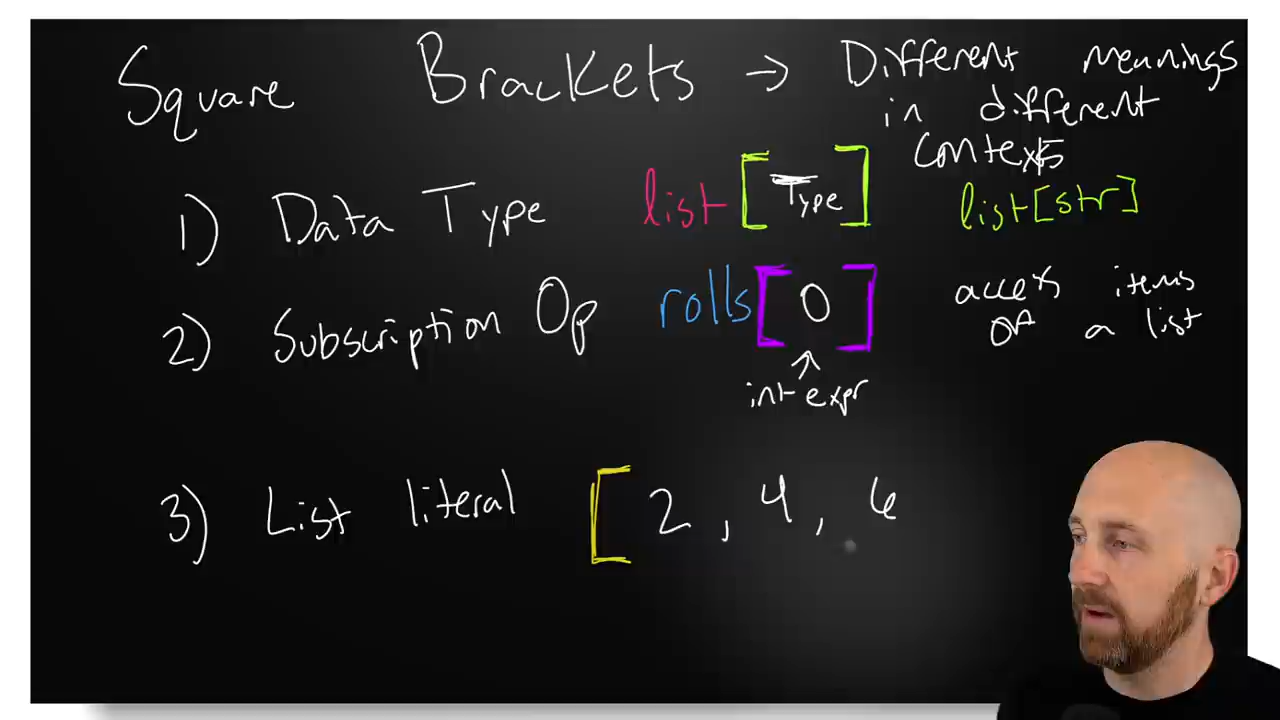 Square Brackets → Different meanings
in different
contexts
1) Data Type list [Type] list[str]
2) Subscription Op rolls [0] access items
of a list
↑
int expr
3) List literal [ 2, 4, 6